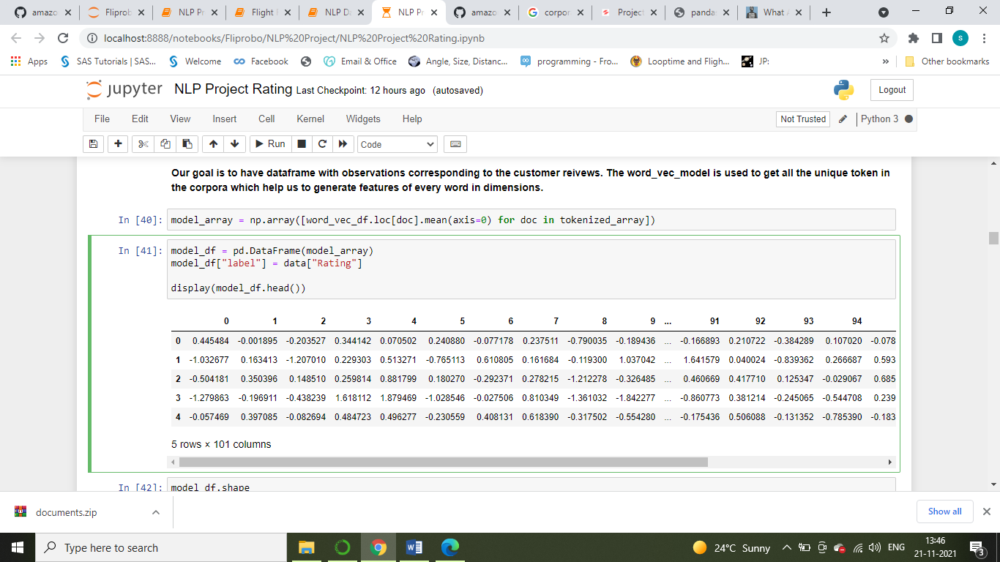 amazo
Fliprob
NLP Pr
Flight F
NLP Da
NLP Pr
amazo
corpor
Project
panda
What A
localhost:8888/notebooks/Fliprobo/NLP%20Project/NLP%20Project%20Rating.ipynb
S
Apps
SAS Tutorials | SAS...
Welcome
Facebook
Email & Office
Angle, Size, Distanc...
programming - Fro...
Looptime and Fligh...
JPS
Other bookmarks
jupyter NLP Project Rating Last Checkpoint: 12 hours ago (autosaved)
Logout
File Edit View Insert Cell Kernel Widgets Help
Not Trusted
Python 3
Run
Code
Our goal is to have dataframe with observations corresponding to the customer reivews. The word_vec_model is used to get all the unique token in
the corpora which help us to generate features of every word in dimensions.
In [40]: model_array = np.array([word_vec_df.loc[doc].mean(axis=0) for doc in tokenized_array])
In [41]: model_df = pd.DataFrame(model_array)
model_df["label"] = data["Rating"]
display(model_df.head())
0 1 2 3 4 5 6 7 8 9 ... 91 92 93 94
0 0.445484 -0.001895 -0.203527 0.344142 0.070502 0.240880 -0.077178 0.237511 -0.790035 -0.189436 ... -0.166893 0.210722 -0.384289 0.107020 -0.078
1 -1.032677 0.163413 -1.207010 0.229303 0.513271 -0.765113 0.610805 0.161684 -0.119300 1.037042 ... 1.641579 0.040024 -0.839362 0.266687 0.593
2 -0.504181 0.350396 0.148510 0.259814 0.881799 0.180270 -0.292371 0.278215 -1.212278 -0.326485 ... 0.460669 0.417710 0.125347 -0.029067 0.685
3 -1.279863 -0.196911 -0.438239 1.618112 1.879469 -1.028546 -0.027506 0.810349 -1.361032 -1.842277 ... -0.860773 0.381214 -0.245065 -0.544708 0.239
4 -0.057469 0.397085 -0.082694 0.484723 0.496277 -0.230559 0.408131 0.618390 -0.317502 -0.554280 ... -0.175436 0.506088 -0.131352 -0.785390 -0.183
5 rows × 101 columns
In [42]: model_df.shape
documents.zip
Show all
Type here to search
24°C Sunny
ENG
13:46
21-11-2021
3